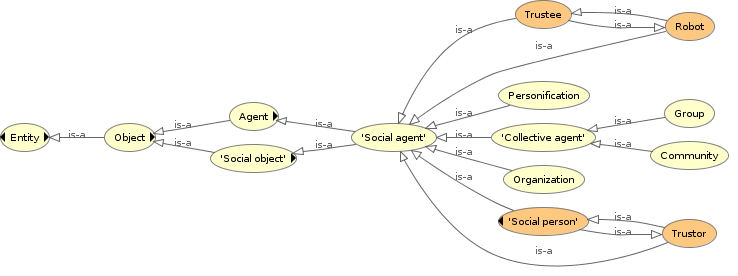 Trustee
is-a
is-a
Robot
is-a
is-a
Personification
is-a
Agent
is-a
is-a
Group
is-a
Entity
is-a
Object
'Social agent'
is-a
'Collective agent'
is-a
is-a
'Social object'
is-a
is-a
Community
Organization
is-a
'Social person'
is-a
is-a
Trustor
is-a